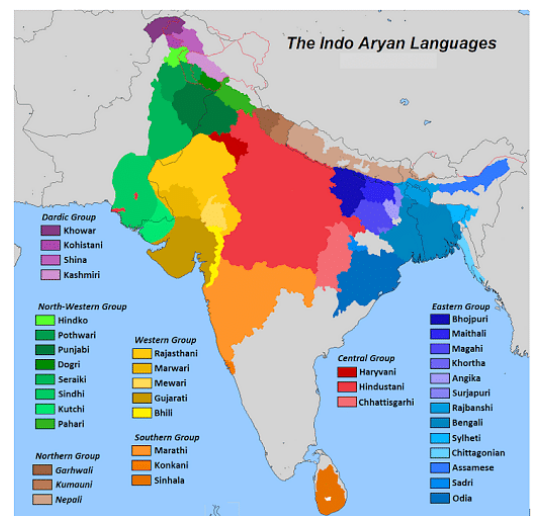 The Indo Aryan Languages
Dardic Group
Khowar
Kohistani
Shina
Kashmiri
North-Western Group
Hindko
Pothwari
Punjabi
Dogri
Seraiki
Sindhi
Kutchi
Pahari
Northern Group
Garhwali
Kumauni
Nepali
Western Group
Rajasthani
Marwari
Mewari
Gujarati
Bhili
Southern Group
Marathi
Konkani
Sinhala
Central Group
Haryvani
Hindustani
Chhattisgarhi
Eastern Group
Bhojpuri
Maithali
Magahi
Khortha
Angika
Surjapuri
Rajbanshi
Bengali
Sylheti
Chittagonian
Assamese
Sadri
Odia